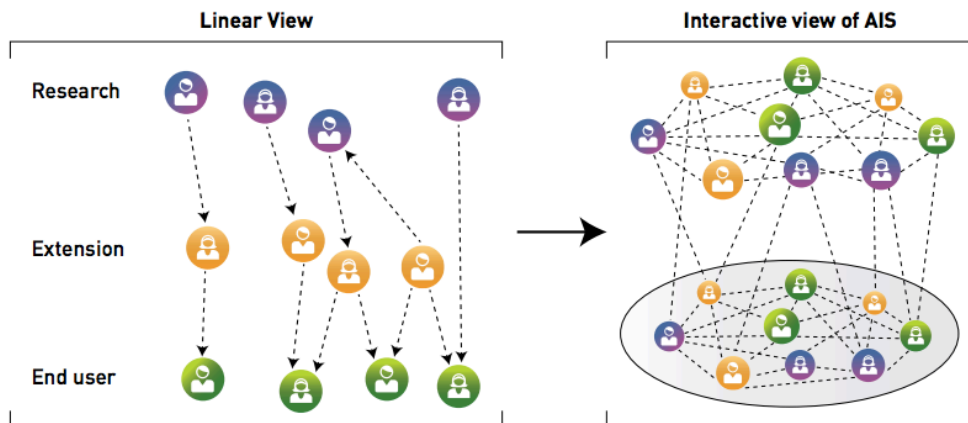 Linear View
Interactive view of AIS
Research
Extension
End user